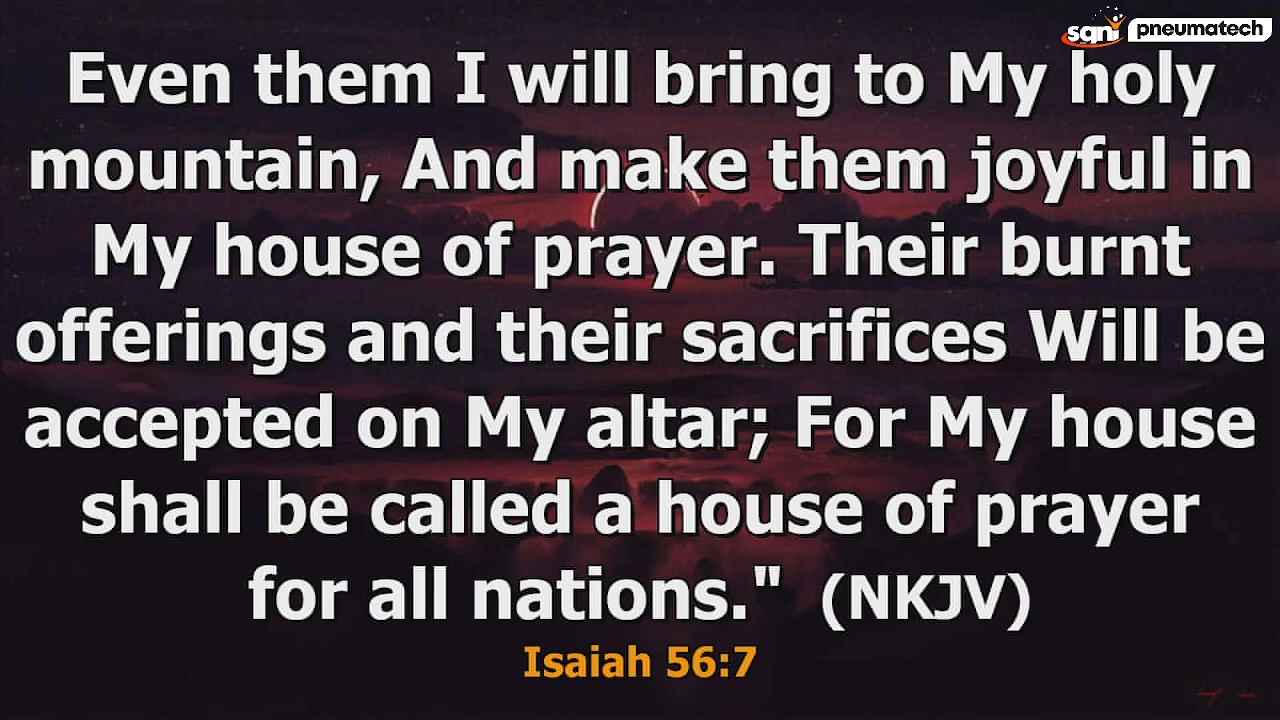 sqni pneumatech
Even them I will bring to My holy
mountain, And make them joyful in
My house of prayer. Their burnt
offerings and their sacrifices Will be
accepted on My altar; For My house
shall be called a house of prayer
for all nations." (NKJV)
Isaiah 56:7